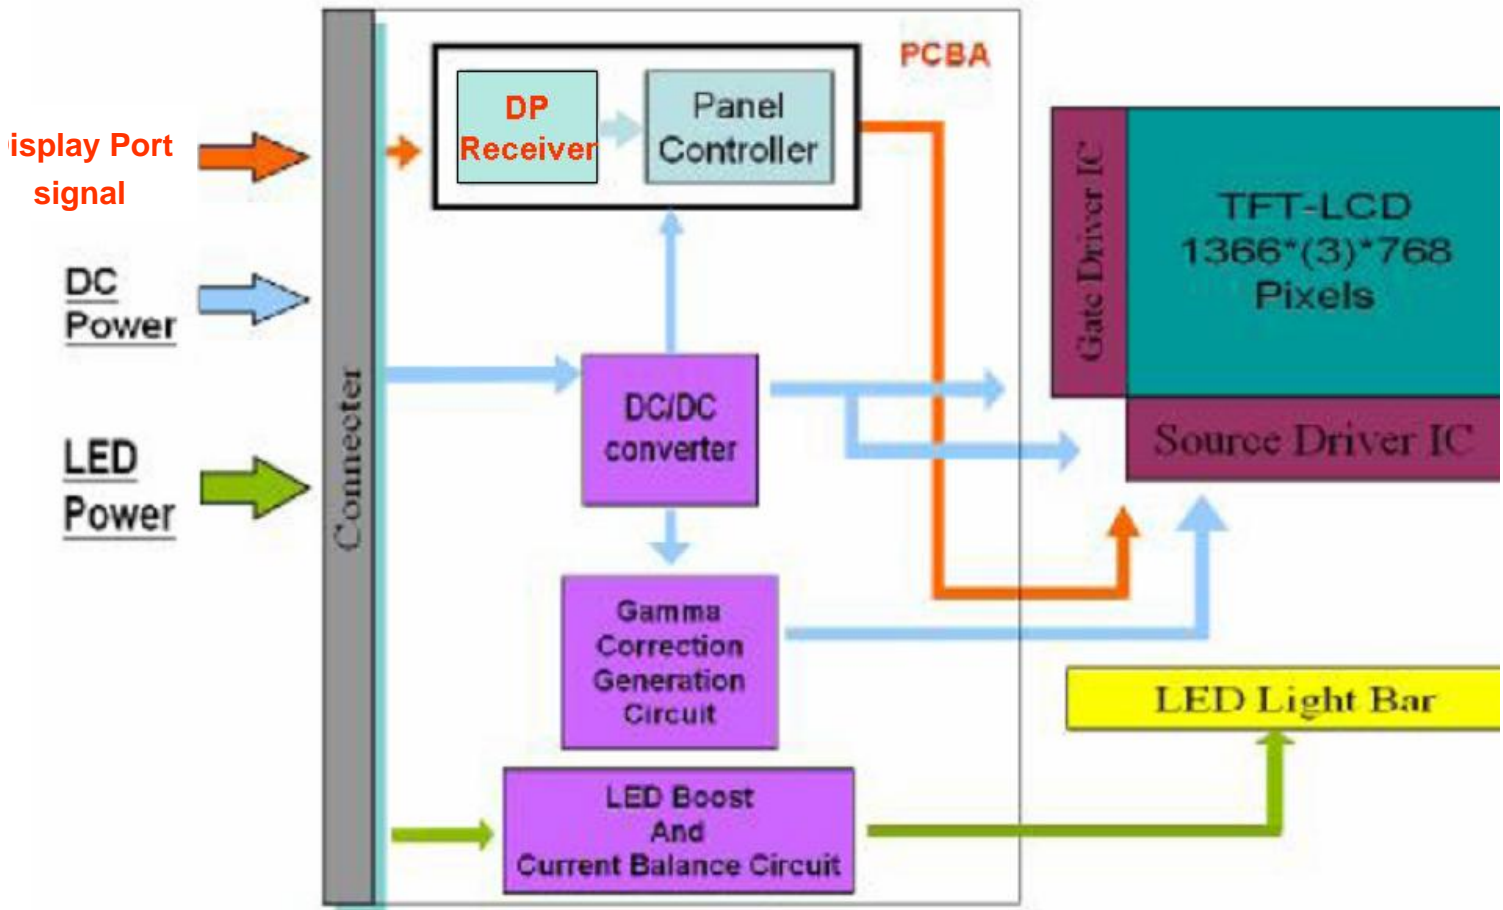 PCBA
DP
Receiver
Panel
Controller
isplay Port
signal
DC
Power
LED
Power
Connecter
DC/DC
converter
Gamma
Correction
Generation
Circuit
LED Boost
And
Current Balance Circuit
Gate Driver IC
TFT-LCD
1366*(3)*768
Pixels
Source Driver IC
LED Light Bar